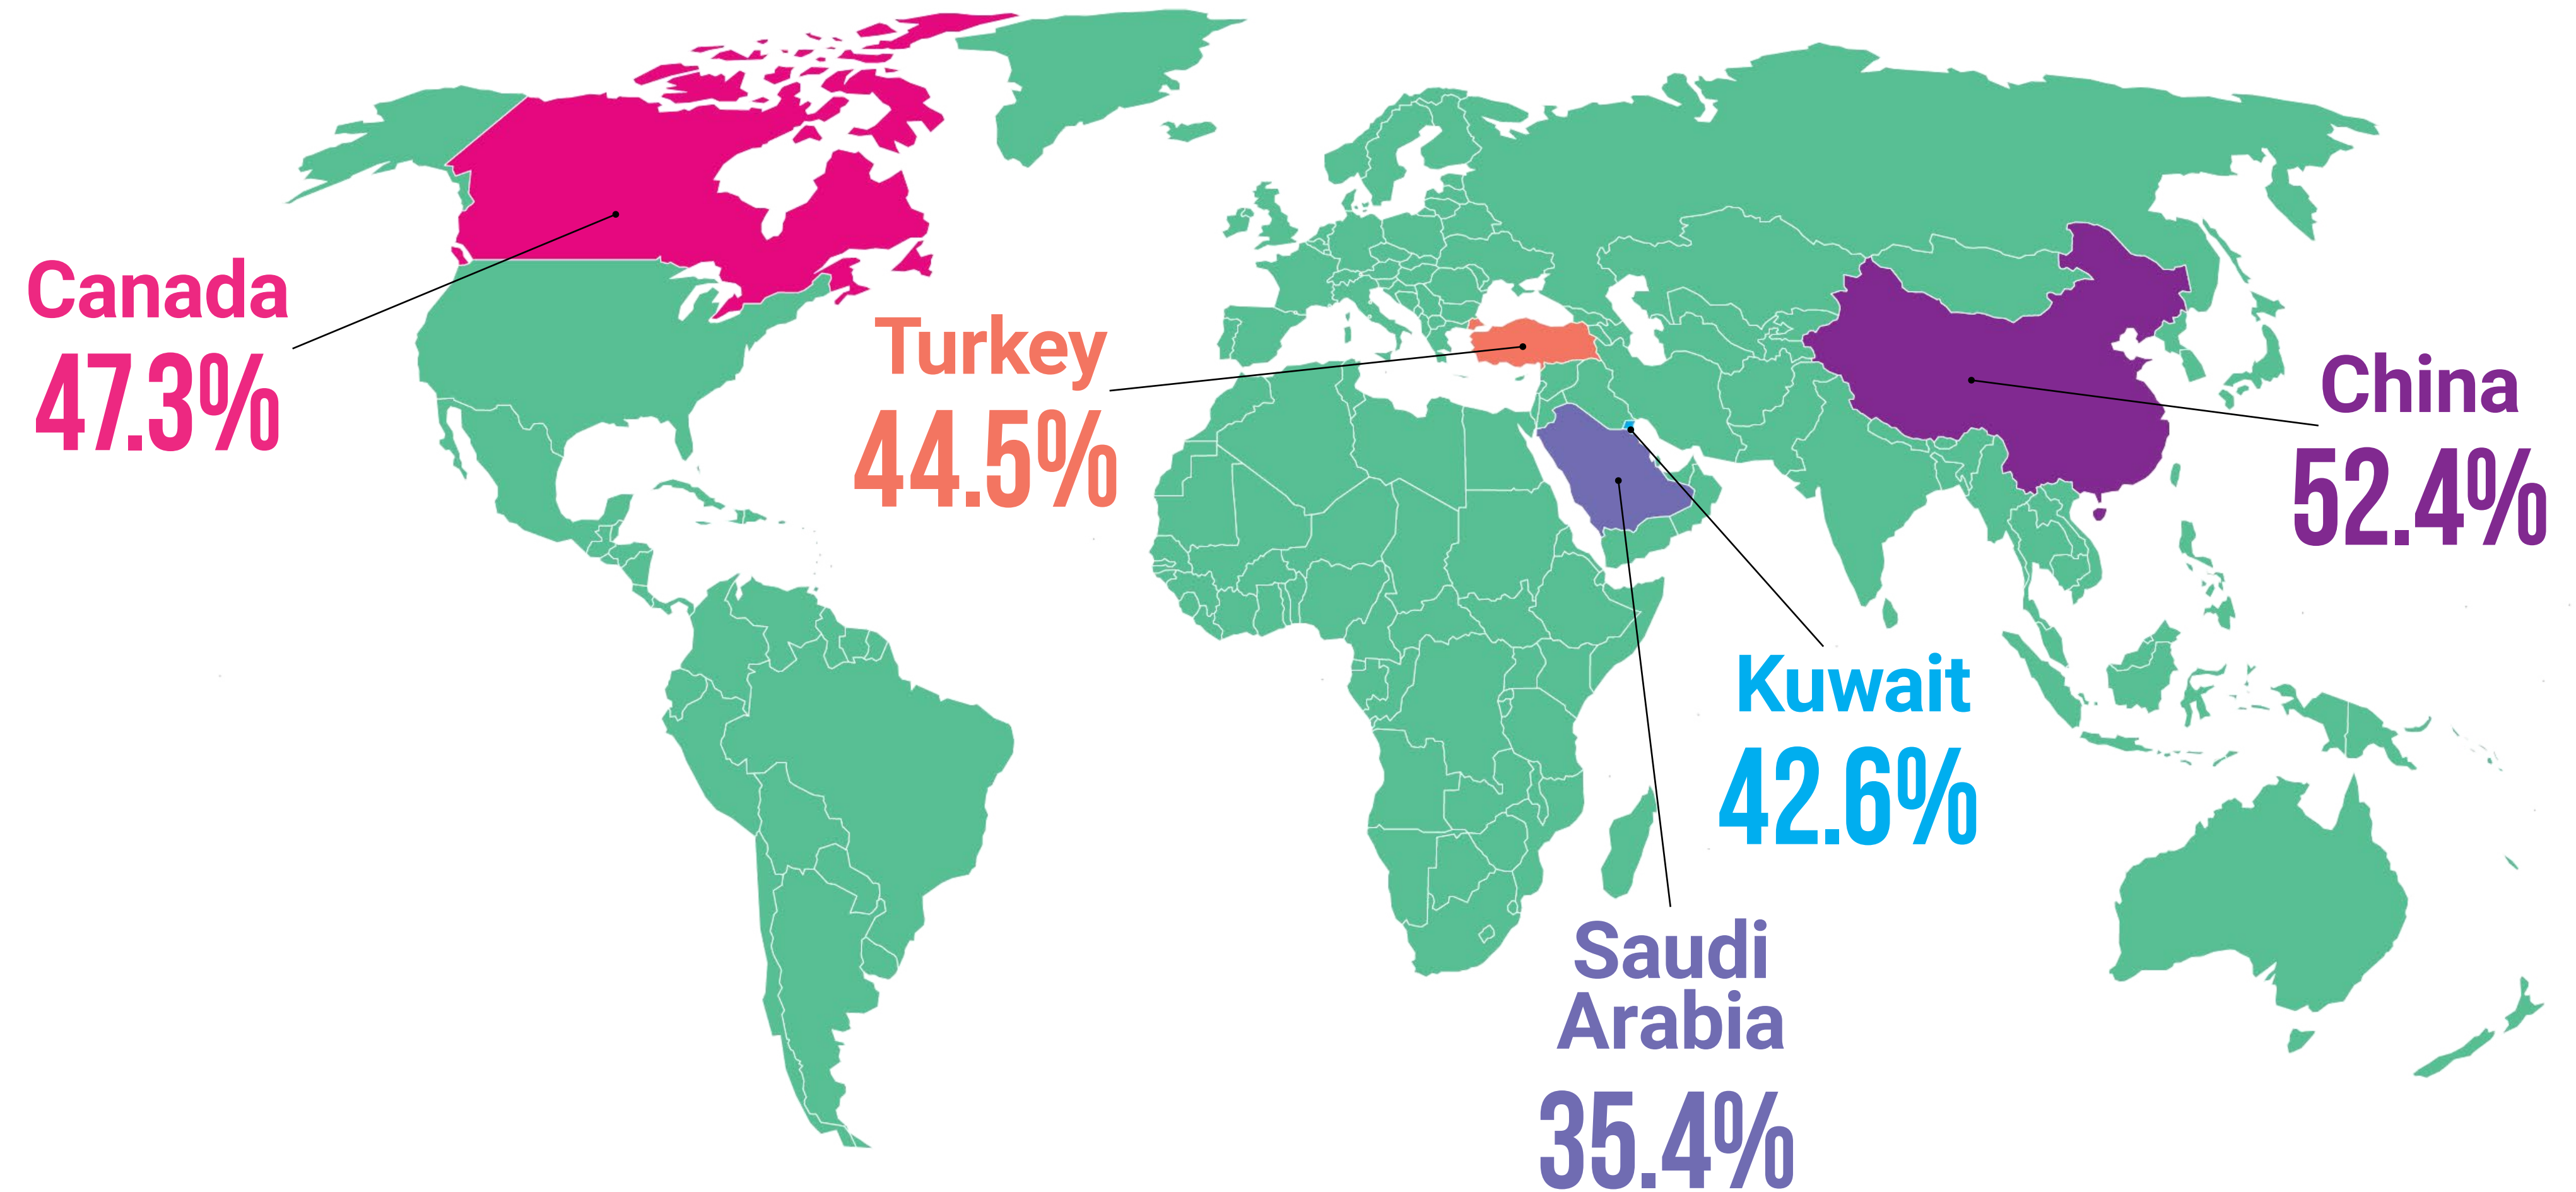 Canada
47.3%
Turkey
44.5%
China
52.4%
Kuwait
42.6%
Saudi
Arabia
35.4%